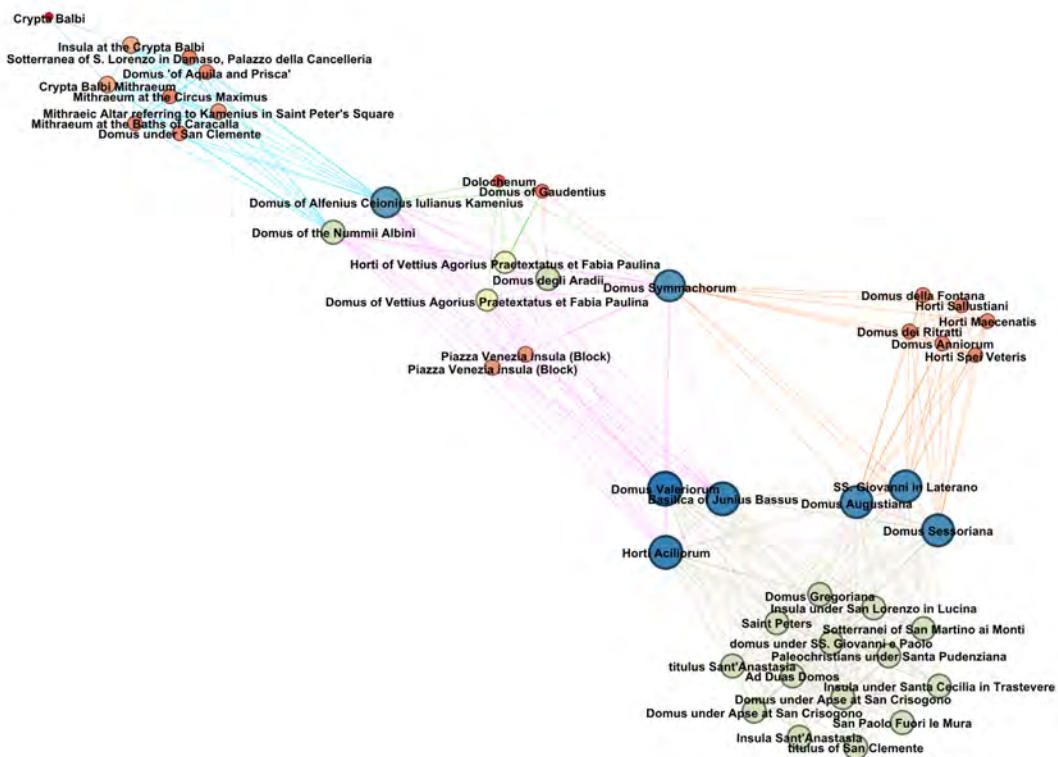 Crypta Balbi
Insula at the Crypta Balbi
Sotterranea of S. Lorenzo in Damaso, Palazzo della Cancelleria
Domus 'of Aquila and Prisca'
Crypta Balbi Mithraeum
Mithraeum at the Circus Maximus
Mithraeic Altar referring to Kamenius in Saint Peter's Square
Mithraeum at the Baths of Caracalla
Domus under San Clemente
Dolochenum
Domus of Gaudentius
Domus of Alfenius Ceionius Iulianus Kamenius
Domus of the Nummii Albini
Horti of Vettius Agorius Praetextatus et Fabia Paulina
Domus degli Aradii
Domus Symmachorum
Domus of Vettius Agorius Praetextatus et Fabia Paulina
Domus della Fontana
Horti Sallustiani
Horti Maecenatis
Domus dei Ritratti
Domus Anniorum
Horti Spei Veteris
Piazza Venezia Insula (Block)
Piazza Venezia Insula (Block)
SS. Giovanni in Laterano
Domus Valeriorum
Basilica of Junius Bassus
Domus Augustiana
Domus Sessoriana
Horti Aciliorum
Domus Gregoriana
Insula under San Lorenzo in Lucina
Saint Peters
Sotterranei of San Martino ai Monti
domus under SS. Giovanni e Paolo
Paleochristians under Santa Pudenziana
titulus Sant'Anastasia
Ad Duas Domos
Insula under Santa Cecilia in Trastevere
Domus under Apse at San Crisogono
Domus under Apse at San Crisogono
San Paolo Fuori le Mura
Insula Sant'Anastasia
titulus of San Clemente